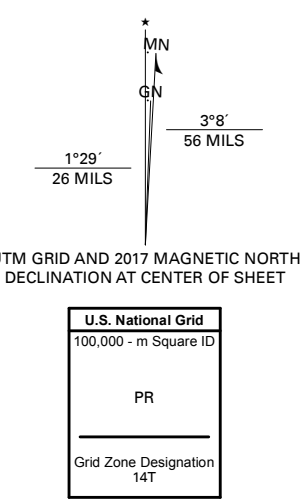 MN
GN
3°8´
56 MILS
1°29´
26 MILS
UTM GRID AND 2017 MAGNETIC NORTH
DECLINATION AT CENTER OF SHEET
U.S. National Grid
100,000 - m Square ID
PR
Grid Zone Designation
14T